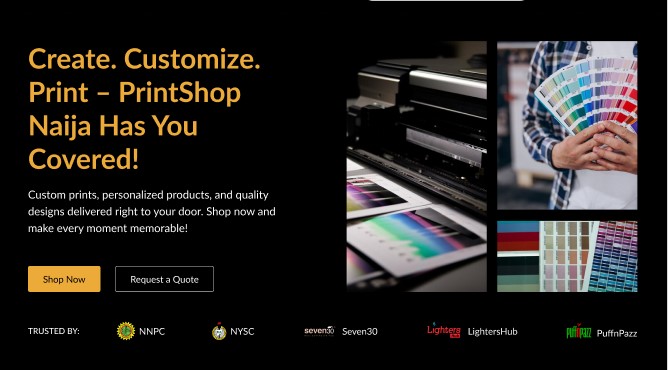 Create. Customize.
Print – PrintShop
Naija Has You
Covered!
Custom prints, personalized products, and quality
designs delivered right to your door. Shop now and
make every moment memorable!
Shop Now
Request a Quote
TRUSTED BY:
NNPC
NYSC
seven30
Seven30
Lighters
LightersHub
PuffnPazz